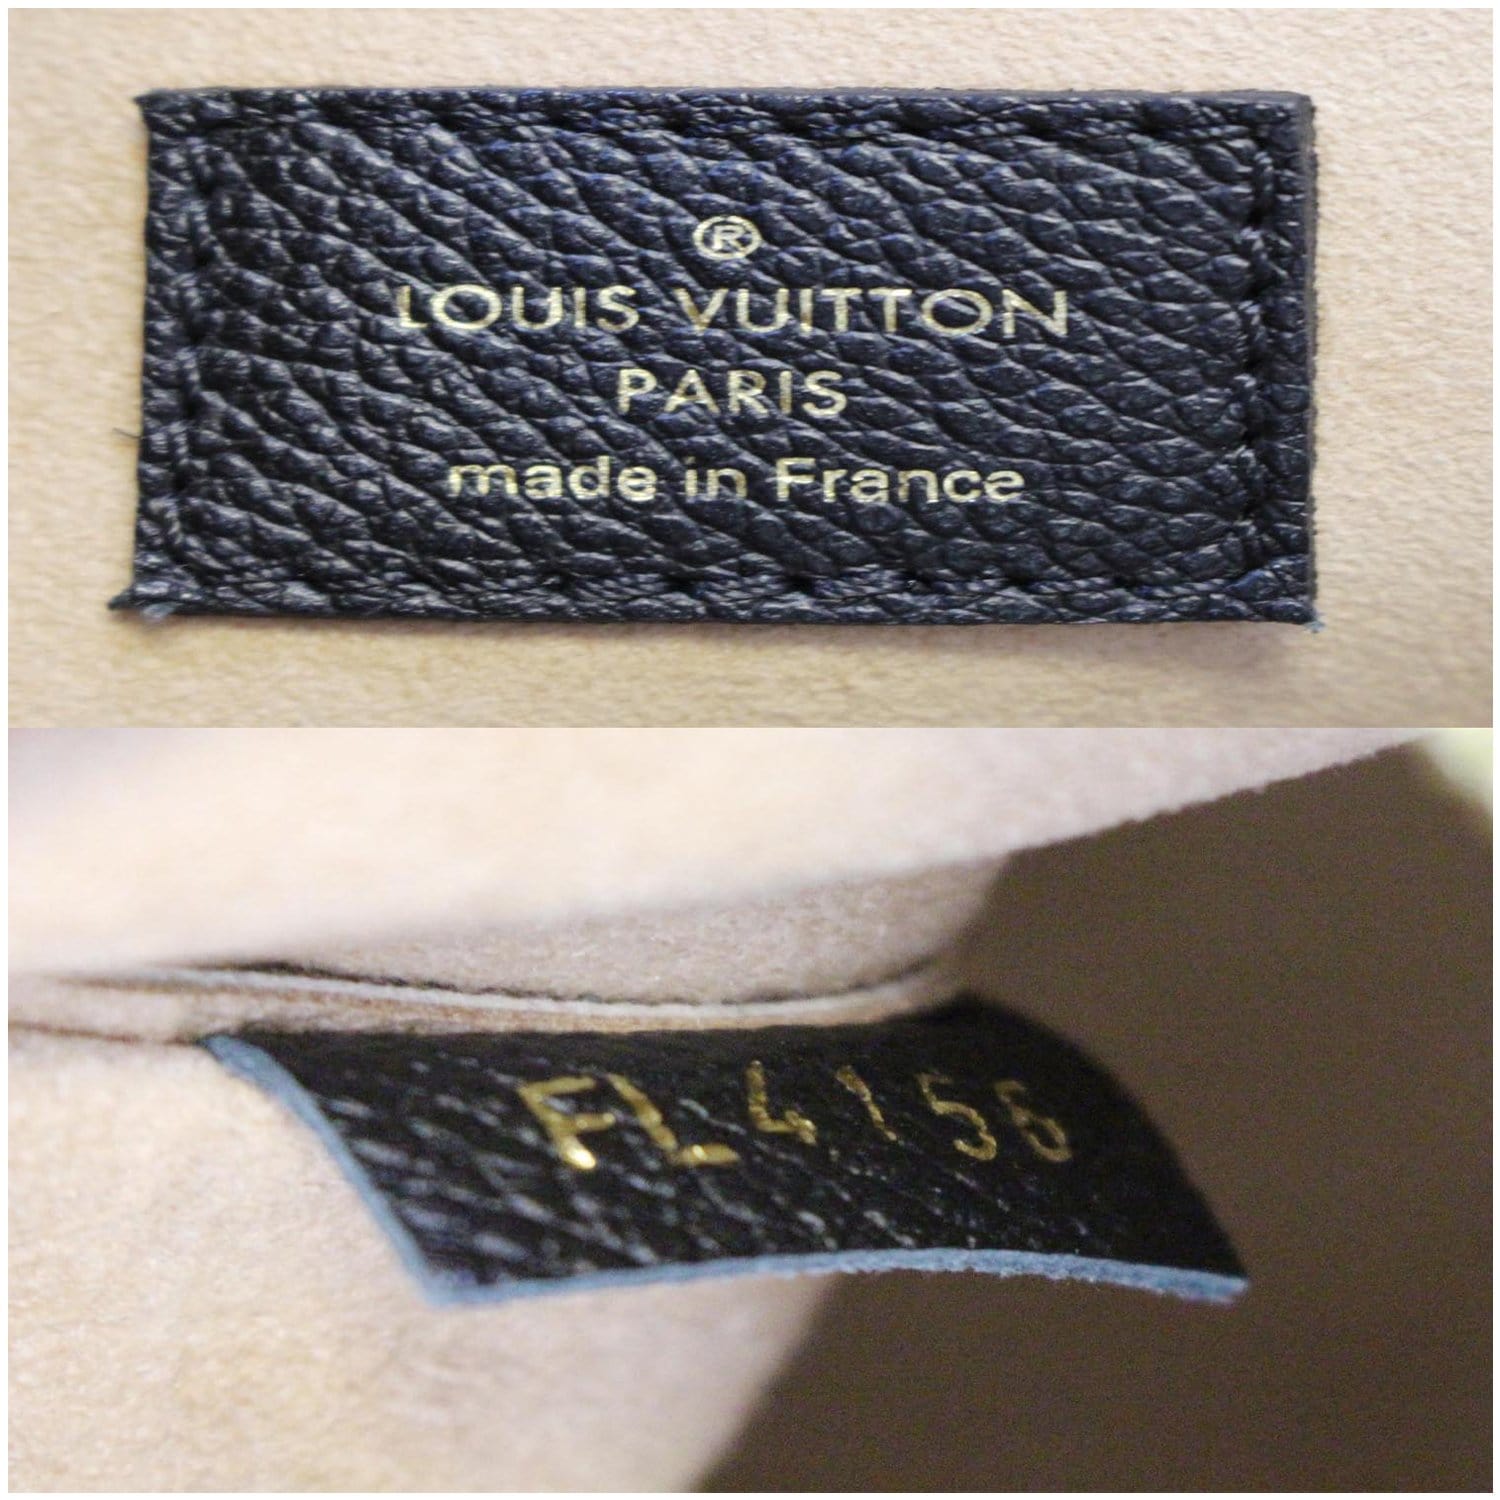 ®
LOUIS VUITTON
PARIS
made in France
FL4156